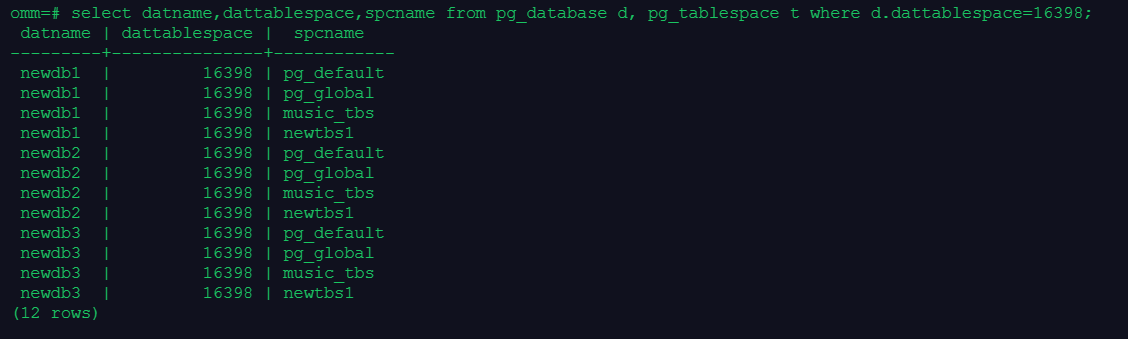 omm=# select datname,dattablespace,spcname from pg_database d, pg_tablespace t where d.dattablespace=16398;
 datname | dattablespace |  spcname
---------+---------------+------------
 newdb1  |         16398 | pg_default
 newdb1  |         16398 | pg_global
 newdb1  |         16398 | music_tbs
 newdb1  |         16398 | newtbs1
 newdb2  |         16398 | pg_default
 newdb2  |         16398 | pg_global
 newdb2  |         16398 | music_tbs
 newdb2  |         16398 | newtbs1
 newdb3  |         16398 | pg_default
 newdb3  |         16398 | pg_global
 newdb3  |         16398 | music_tbs
 newdb3  |         16398 | newtbs1
(12 rows)